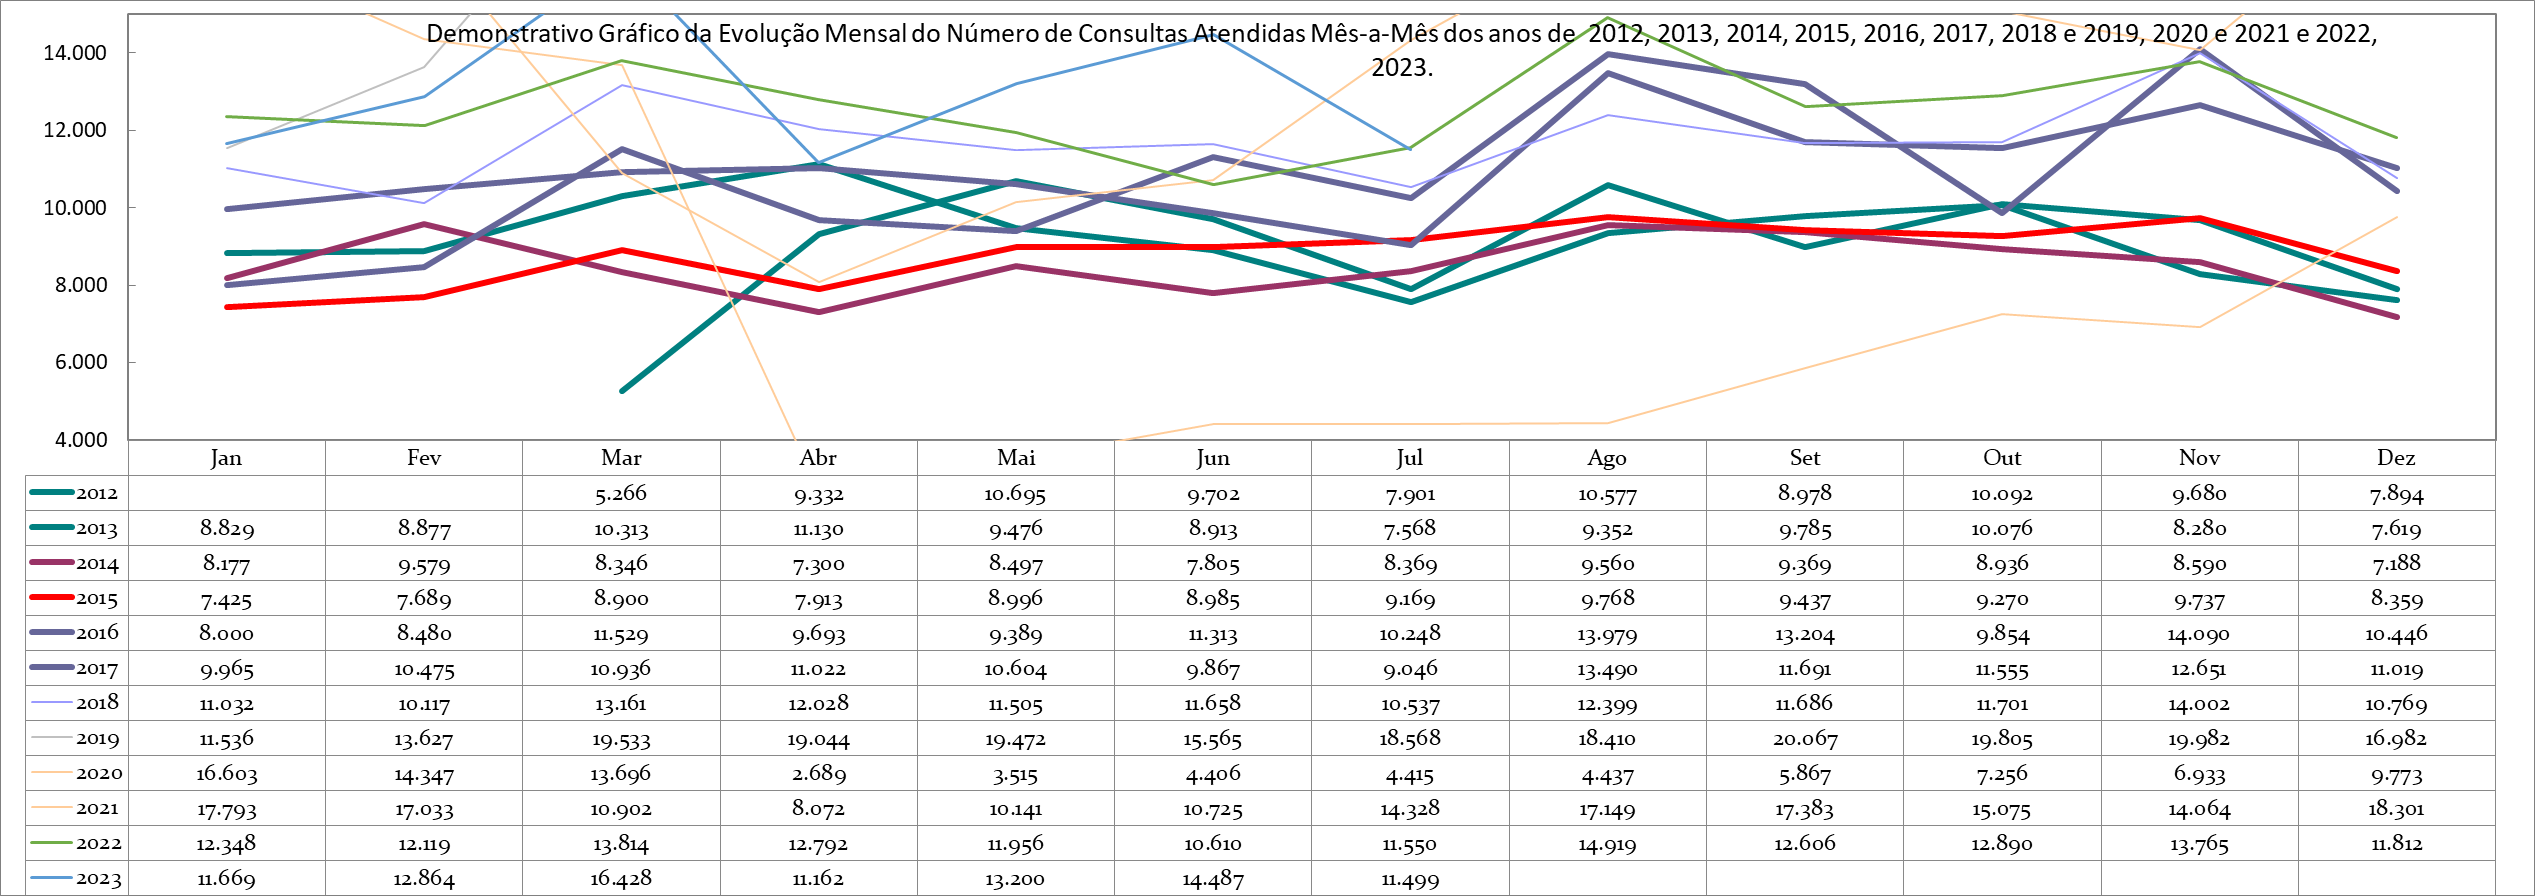 Demonstrativo Gráfico da Evolução Mensal do Número de Consultas Atendidas Mês-a-Mês dos anos de 2012, 2013, 2014, 2015, 2016, 2017, 2018 e 2019, 2020 e 2021 e 2022,
2023.
14.000
12.000
10.000
8.000
6.000
4.000
Jan Fev Mar Abr Mai Jun Jul Ago Set Out Nov Dez
2012 5.266 9.332 10.695 9.702 7.901 10.577 8.978 10.092 9.680 7.894
2013 8.829 8.877 10.313 11.130 9.476 8.913 7.568 9.352 9.785 10.076 8.280 7.619
2014 8.177 9.579 8.346 7.300 8.497 7.805 8.369 9.560 9.369 8.936 8.590 7.188
2015 7.425 7.689 8.900 7.913 8.996 8.985 9.169 9.768 9.437 9.270 9.737 8.359
2016 8.000 8.480 11.529 9.693 9.389 11.313 10.248 13.979 13.204 9.854 14.090 10.446
2017 9.965 10.475 10.936 11.022 10.604 9.867 9.046 13.490 11.691 11.555 12.651 11.019
2018 11.032 10.117 13.161 12.028 11.505 11.658 10.537 12.399 11.686 11.701 14.002 10.769
2019 11.536 13.627 19.533 19.044 19.472 15.565 18.568 18.410 20.067 19.805 19.982 16.982
2020 16.603 14.347 13.696 2.689 3.515 4.406 4.415 4.437 5.867 7.256 6.933 9.773
2021 17.793 17.033 10.902 8.072 10.141 10.725 14.328 17.149 17.383 15.075 14.064 18.301
2022 12.348 12.119 13.814 12.792 11.956 10.610 11.550 14.919 12.606 12.890 13.765 11.812
2023 11.669 12.864 16.428 11.162 13.200 14.487 11.499